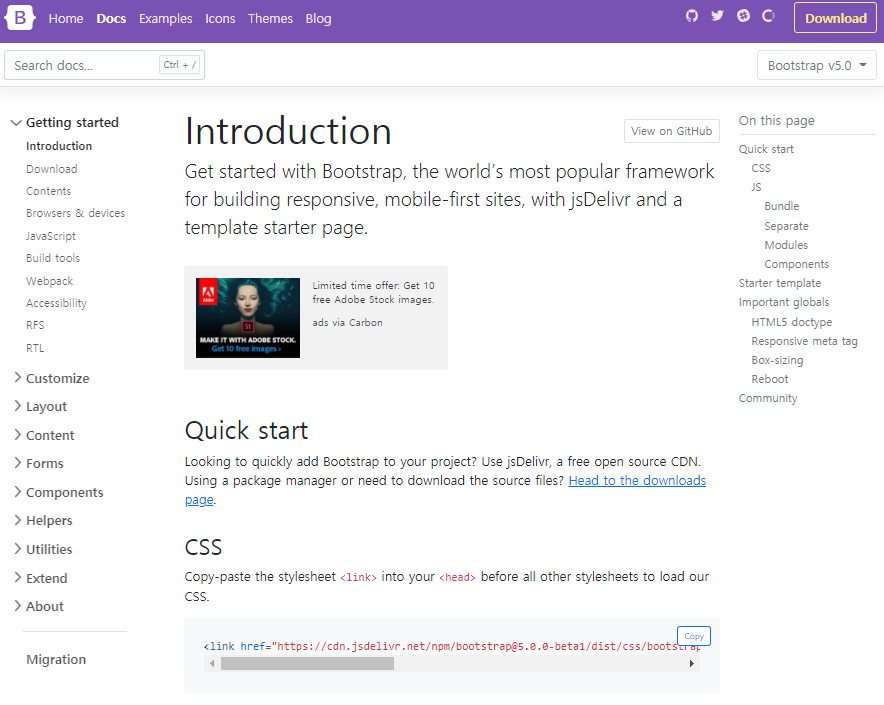 B Home Docs Examples Icons Themes Blog Download
Search docs... Ctrl + / Bootstrap v5.0
Getting started
Introduction
Download
Contents
Browsers & devices
JavaScript
Build tools
Webpack
Accessibility
RFS
RTL
Customize
Layout
Content
Forms
Components
Helpers
Utilities
Extend
About
Migration
Introduction
View on GitHub
Get started with Bootstrap, the world’s most popular framework
for building responsive, mobile-first sites, with jsDelivr and a
template starter page.
Adobe
St
MAKE IT WITH ADOBE STOCK.
Get 10 free images ›
Limited time offer: Get 10
free Adobe Stock images.
ads via Carbon
Quick start
Looking to quickly add Bootstrap to your project? Use jsDelivr, a free open source CDN.
Using a package manager or need to download the source files? Head to the downloads
page.
CSS
Copy-paste the stylesheet <link> into your <head> before all other stylesheets to load our
CSS.
Copy
<link href="https://cdn.jsdelivr.net/npm/bootstrap@5.0.0-beta1/dist/css/bootstrap
On this page
Quick start
CSS
JS
Bundle
Separate
Modules
Components
Starter template
Important globals
HTML5 doctype
Responsive meta tag
Box-sizing
Reboot
Community